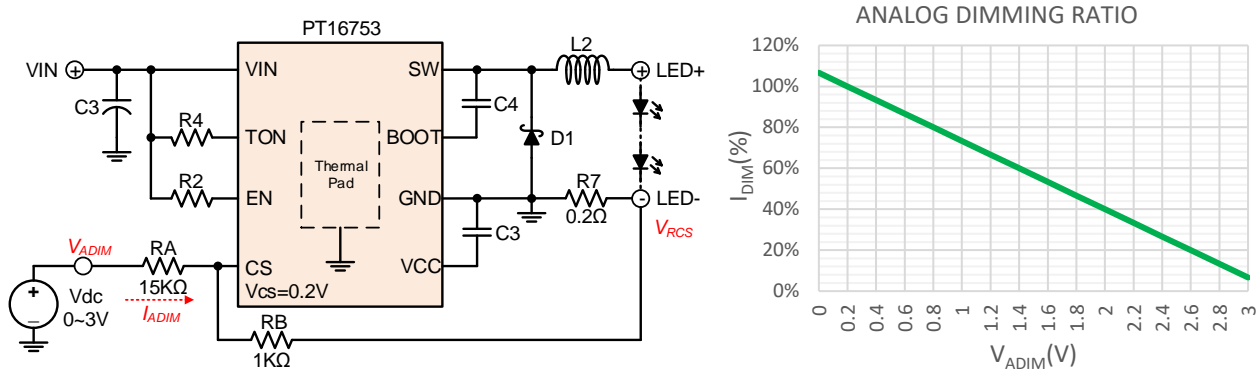 PT16753
VIN
C3
VIN
R4
TON
R2
EN
Thermal
Pad
SW
C4
BOOT
D1
L2
LED+
GND
R7
0.2Ω
LED-
VRCS
C3
VCC
VADIM
RA
15KΩ
IADIM
CS
Vcs=0.2V
Vdc
0~3V
RB
1KΩ
ANALOG DIMMING RATIO
120%
100%
80%
60%
40%
20%
0%
IDIM(%)
0
0.2
0.4
0.6
0.8
1
1.2
1.4
1.6
1.8
2
2.2
2.4
2.6
2.8
3
VADIM(V)